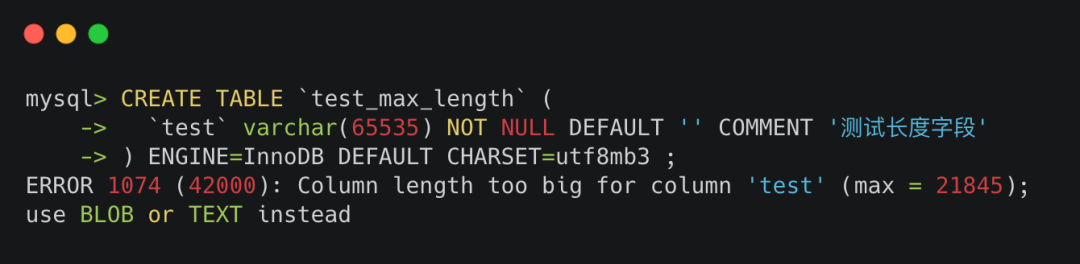 mysql> CREATE TABLE `test_max_length` (
    ->   `test` varchar(65535) NOT NULL DEFAULT '' COMMENT '测试长度字段'
    -> ) ENGINE=InnoDB DEFAULT CHARSET=utf8mb3 ;
ERROR 1074 (42000): Column length too big for column 'test' (max = 21845);
use BLOB or TEXT instead